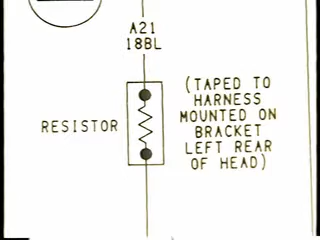 A21
18BL
RESISTOR
(TAPED TO
HARNESS
MOUNTED ON
BRACKET
LEFT REAR
OF HEAD)